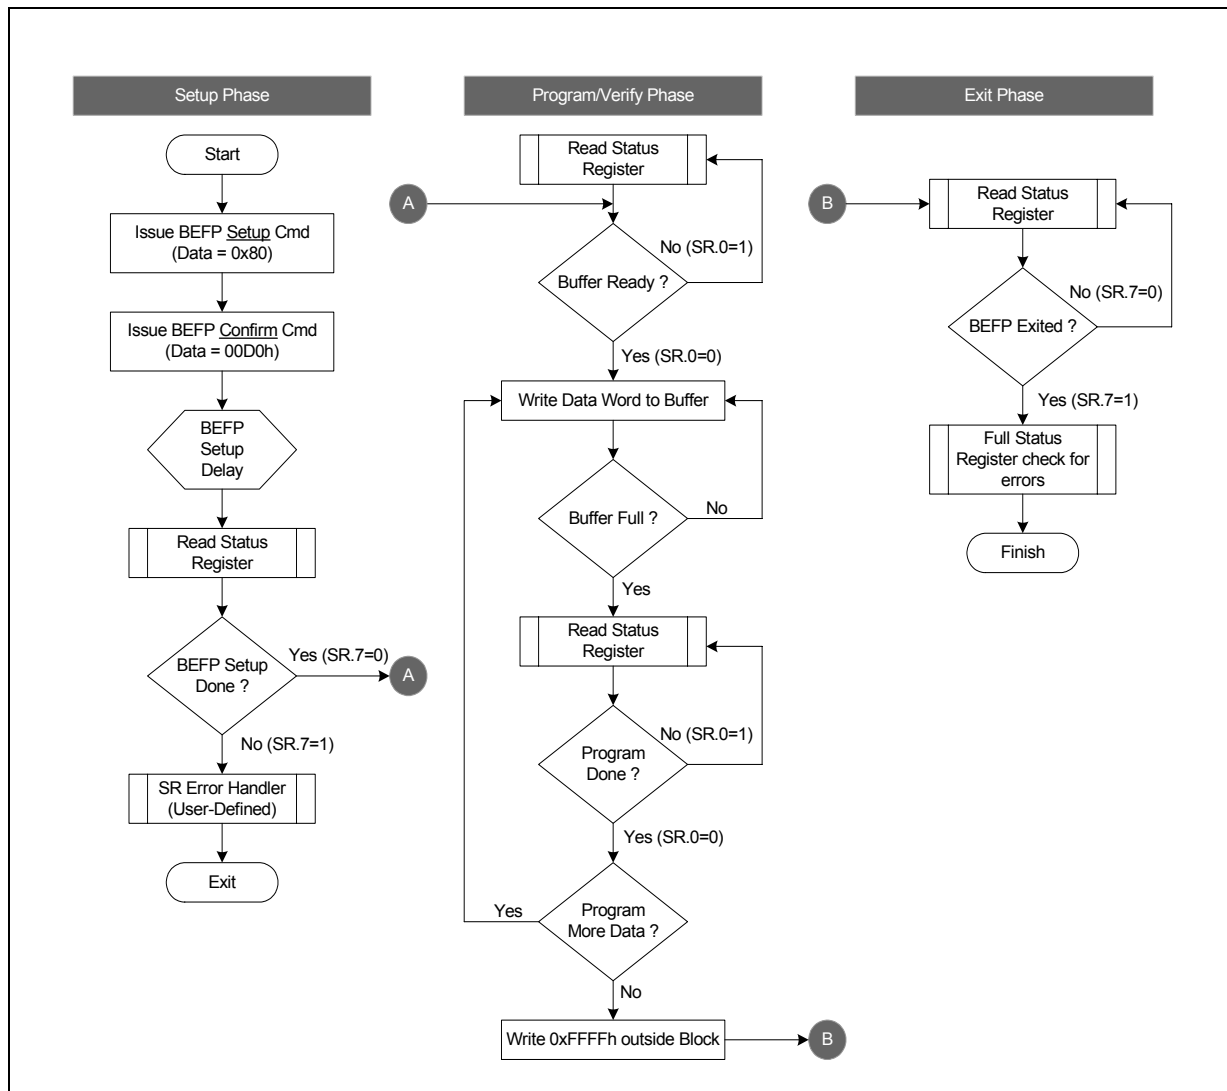 Setup Phase
Start
Issue BEFP Setup Cmd
(Data = 0x80)
Issue BEFP Confirm Cmd
(Data = 00D0h)
BEFP
Setup
Delay
Read Status
Register
BEFP Setup
Done ?
Yes (SR.7=0)
A
No (SR.7=1)
SR Error Handler
(User-Defined)
Exit
Program/Verify Phase
Read Status
Register
A
No (SR.0=1)
Buffer Ready ?
Yes (SR.0=0)
Write Data Word to Buffer
Buffer Full ?
No
Yes
Read Status
Register
No (SR.0=1)
Program
Done ?
Yes (SR.0=0)
Yes
Program
More Data ?
No
Write 0xFFFFh outside Block
B
Exit Phase
B
Read Status
Register
No (SR.7=0)
BEFP Exited ?
Yes (SR.7=1)
Full Status
Register check for
errors
Finish